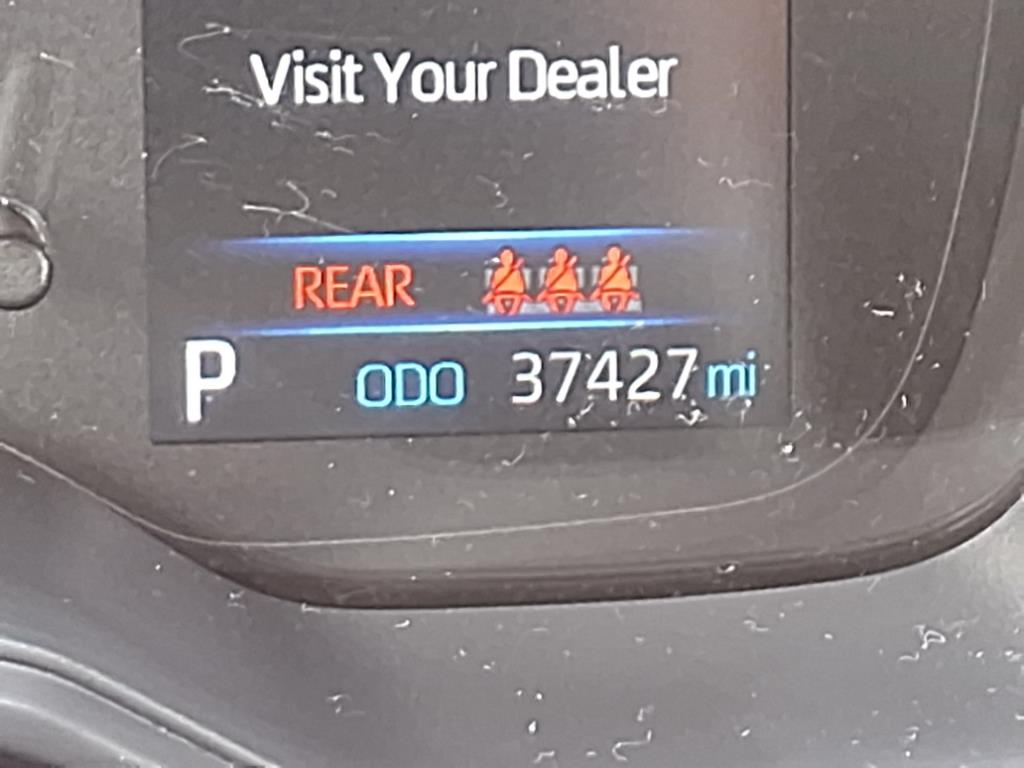 Visit Your Dealer
REAR
P ODO 37427 mi